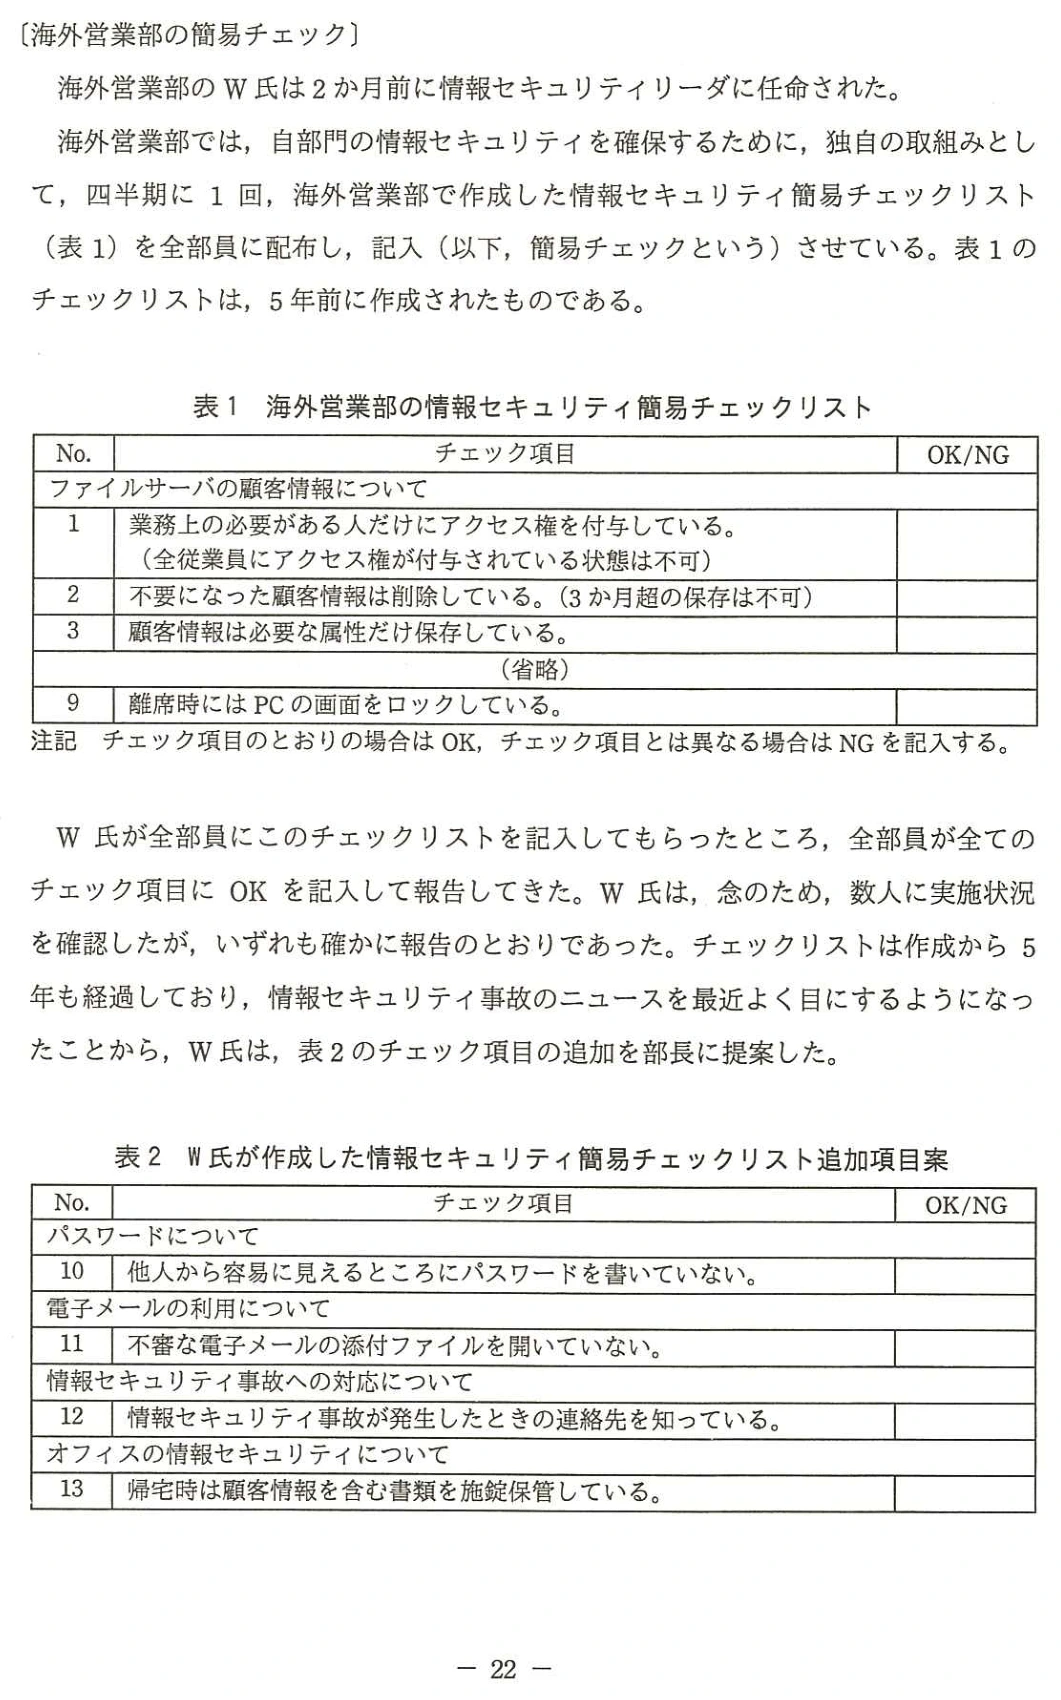 〔海外営業部の簡易チェック〕
海外営業部の W 氏は 2 か月前に情報セキュリティリーダに任命された。
海外営業部では，自部門の情報セキュリティを確保するために，独自の取組みとし
て，四半期に 1 回，海外営業部で作成した情報セキュリティ簡易チェックリスト
（表 1）を全部員に配布し，記入（以下，簡易チェックという）させている。表 1 の
チェックリストは，5 年前に作成されたものである。
表 1 海外営業部の情報セキュリティ簡易チェックリスト
No. チェック項目 OK/NG
ファイルサーバの顧客情報について
1 業務上の必要がある人だけにアクセス権を付与している。
（全従業員にアクセス権が付与されている状態は不可）
2 不要になった顧客情報は削除している。（3 か月超の保存は不可）
3 顧客情報は必要な属性だけ保存している。
（省略）
9 離席時には PC の画面をロックしている。
注記 チェック項目のとおりの場合は OK，チェック項目とは異なる場合は NG を記入する。
W 氏が全部員にこのチェックリストを記入してもらったところ，全部員が全ての
チェック項目に OK を記入して報告してきた。W 氏は，念のため，数人に実施状況
を確認したが，いずれも確かに報告のとおりであった。チェックリストは作成から 5
年も経過しており，情報セキュリティ事故のニュースを最近よく目にするようになっ
たことから，W 氏は，表 2 のチェック項目の追加を部長に提案した。
表 2 W 氏が作成した情報セキュリティ簡易チェックリスト追加項目案
No. チェック項目 OK/NG
パスワードについて
10 他人から容易に見えるところにパスワードを書いていない。
電子メールの利用について
11 不審な電子メールの添付ファイルを開いていない。
情報セキュリティ事故への対応について
12 情報セキュリティ事故が発生したときの連絡先を知っている。
オフィスの情報セキュリティについて
13 帰宅時は顧客情報を含む書類を施錠保管している。
― 22 ―